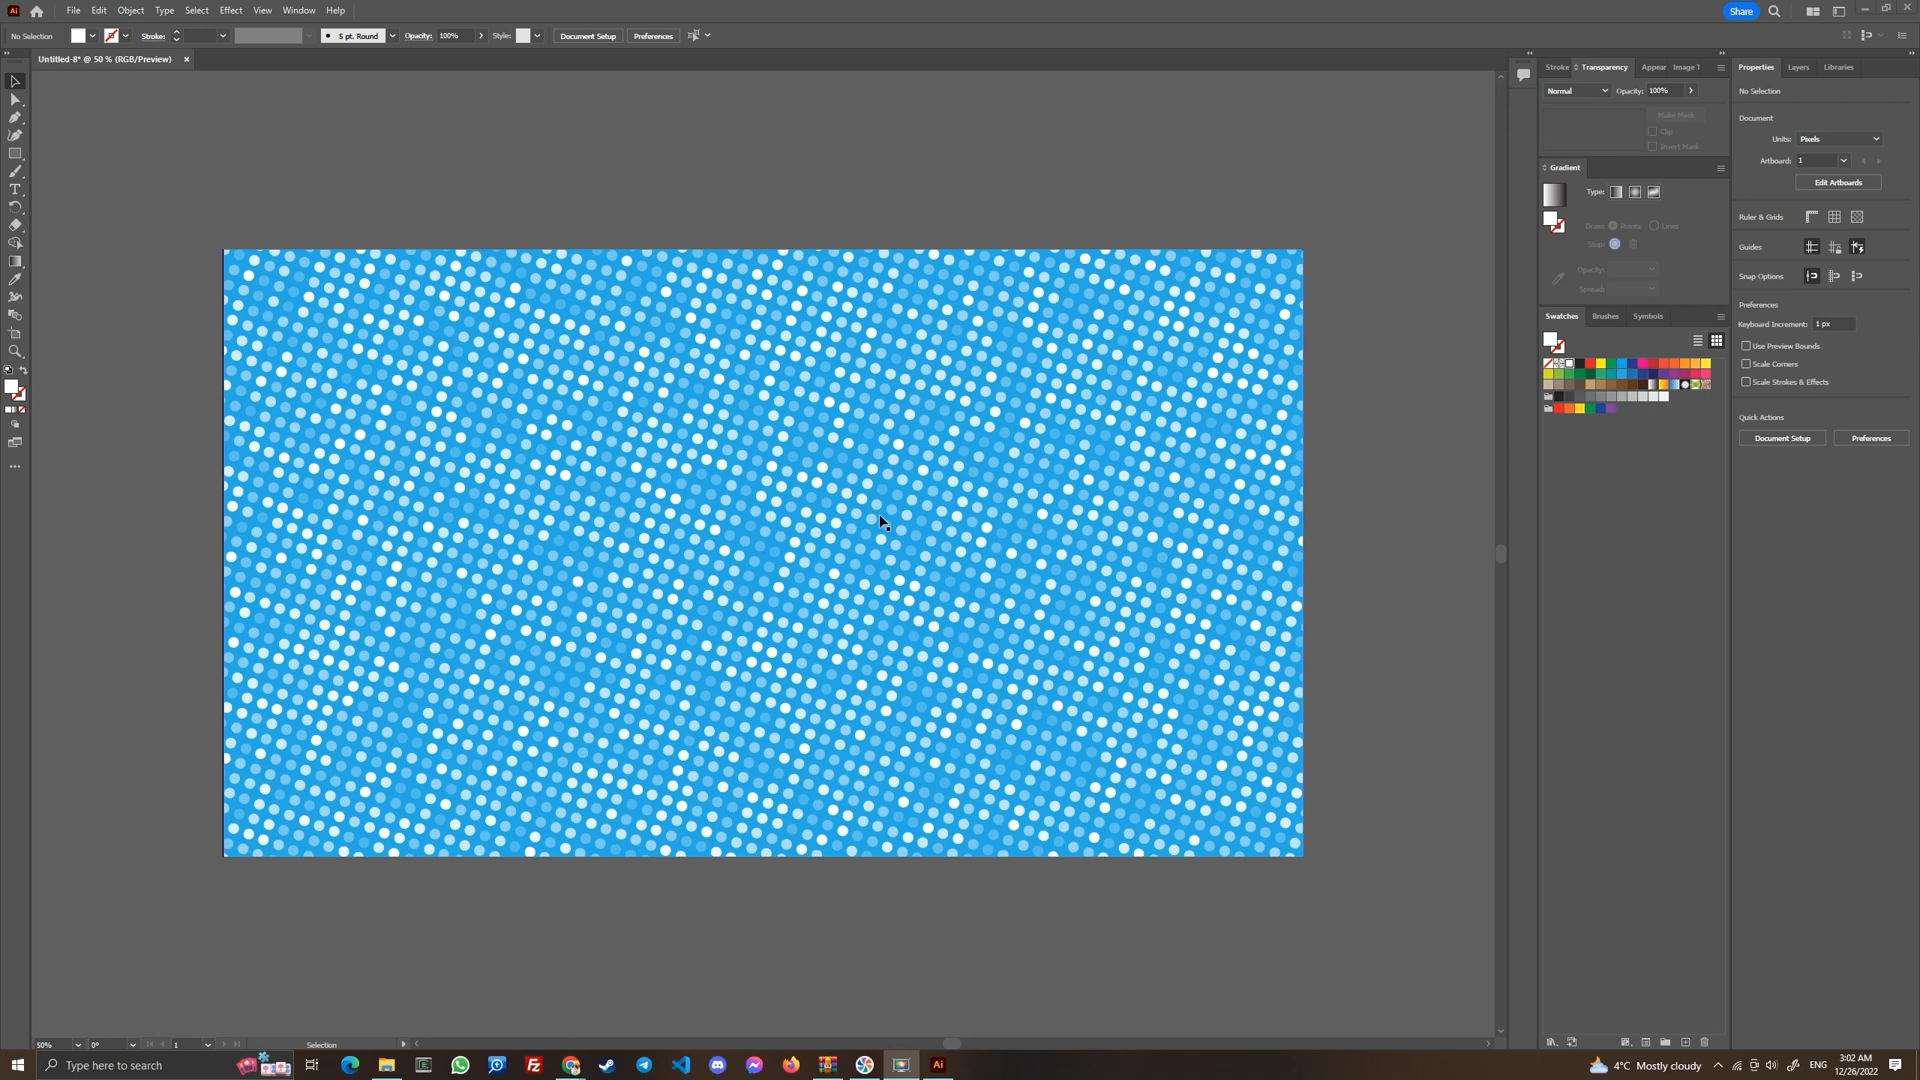 File Edit Object Type Select Effect View Window Help
Share
No Selection
Stroke:
5 pt. Round
Opacity: 100%
Style:
Document Setup
Preferences
Untitled-8* @ 50 % (RGB/Preview)
Stroke
Transparency
Appear
Image T
Normal
Opacity: 100%
Make Mask
Clip
Invert Mask
Gradient
Type:
Draw: Points Lines
Stop:
Opacity:
Spread:
Swatches
Brushes
Symbols
Properties
Layers
Libraries
No Selection
Document
Units: Pixels
Artboard: 1
Edit Artboards
Ruler & Grids
Guides
Snap Options
Preferences
Keyboard Increment: 1 px
Use Preview Bounds
Scale Corners
Scale Strokes & Effects
Quick Actions
Document Setup
Preferences
50%
0°
1
Selection
Type here to search
4°C Mostly cloudy
ENG
3:02 AM
12/26/2022